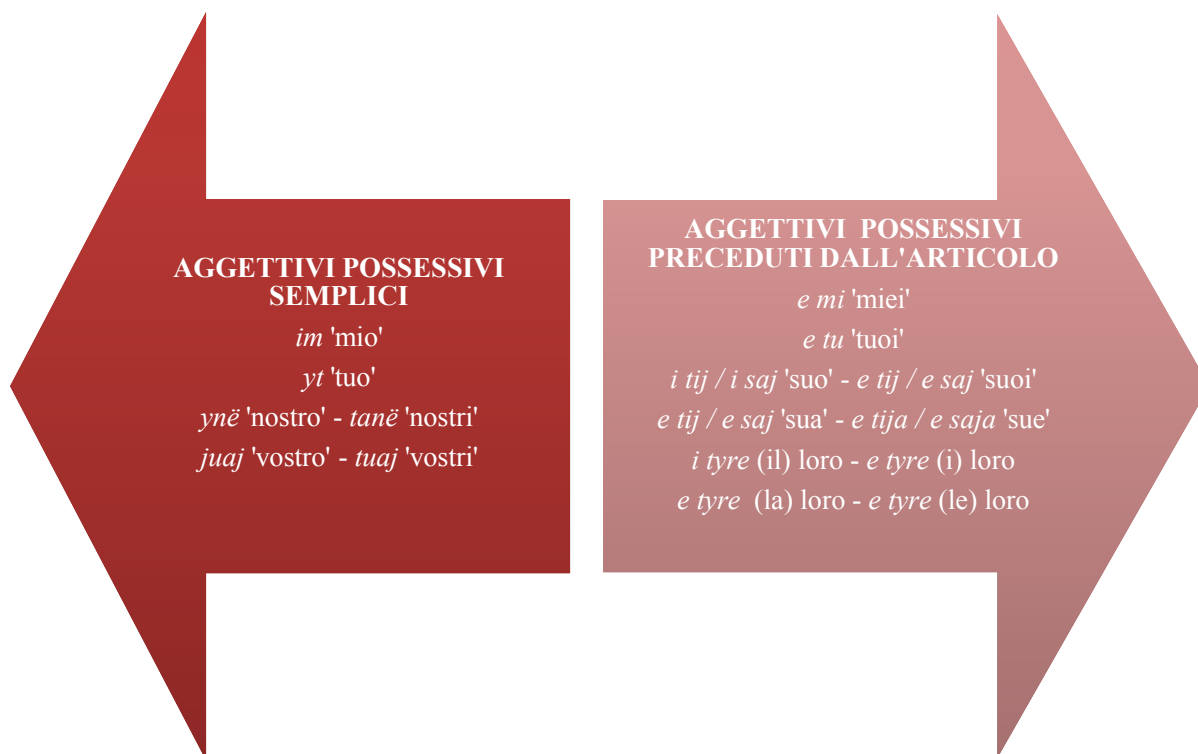 AGGETTIVI POSSESSIVI
SEMPLICI
im 'mio'
yt 'tuo'
ynë 'nostro' - tanë 'nostri'
juaj 'vostro' - tuaj 'vostri'
AGGETTIVI POSSESSIVI
PRECEDUTI DALL'ARTICOLO
e mi 'miei'
e tu 'tuoi'
i tij / i saj 'suo' - e tij / e saj 'suoi'
e tij / e saj 'sua' - e tija / e saja 'sue'
i tyre (il) loro - e tyre (i) loro
e tyre (la) loro - e tyre (le) loro